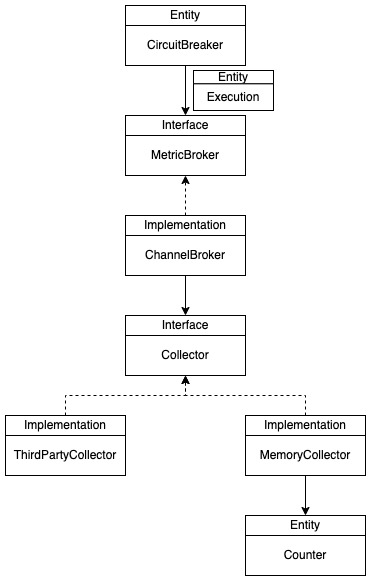 Entity
CircuitBreaker
Entity
Execution
Interface
MetricBroker
Implementation
ChannelBroker
Interface
Collector
Implementation
ThirdPartyCollector
Implementation
MemoryCollector
Entity
Counter